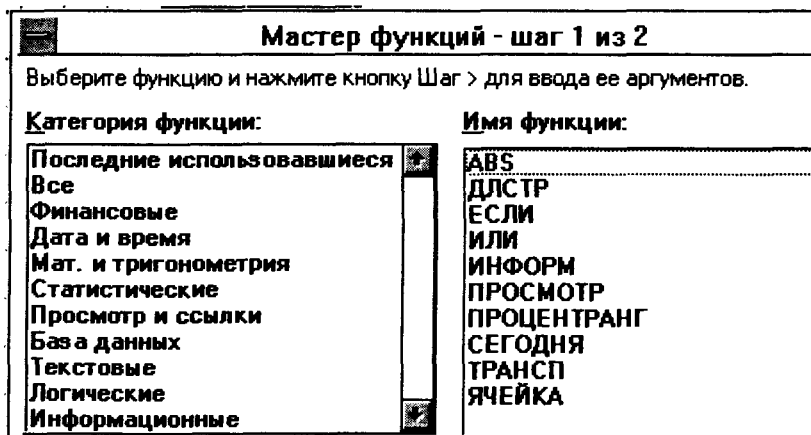 Мастер функций - шаг 1 из 2
Выберите функцию и нажмите кнопку Шаг > для ввода ее аргументов.
Категория функции:
Последние использовавшиеся
Все
Финансовые
Дата и время
Мат. и тригонометрия
Статистические
Просмотр и ссылки
База данных
Текстовые
Логические
Информационные
Имя функции:
ABS
ДЛСТР
ЕСЛИ
ИЛИ
ИНФОРМ
ПРОСМОТР
ПРОЦЕНТРАНГ
СЕГОДНЯ
ТРАНСП
ЯЧЕЙКА